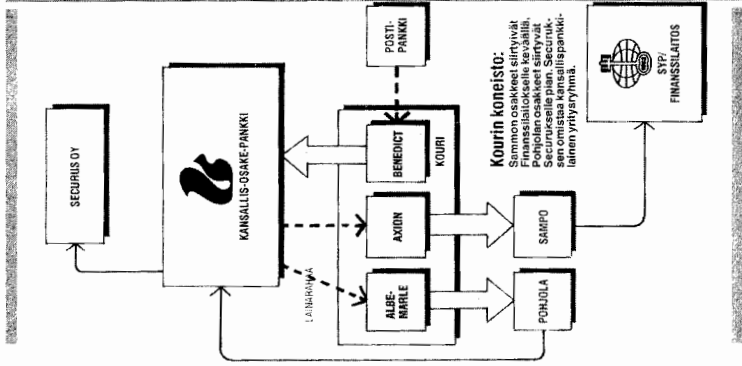 SECURUS OY
KANSALLIS-OSAKE-PANKKI
POSTI-
PANKKI
LAINARAHAA
ALBE-
MARLE
AXION
BENEDICT
KOURI
POHJOLA
SAMPO
Kourin koneisto:
Sammon osakkeet siirtyivät
Finanssilaitokselle keväällä,
Pohjolan osakkeet siirtyvät
Securukselle pian. Securuk-
sen omistaa kansallispankki-
lainen yritysryhmä.
SYP/
FINANSSILAITOS